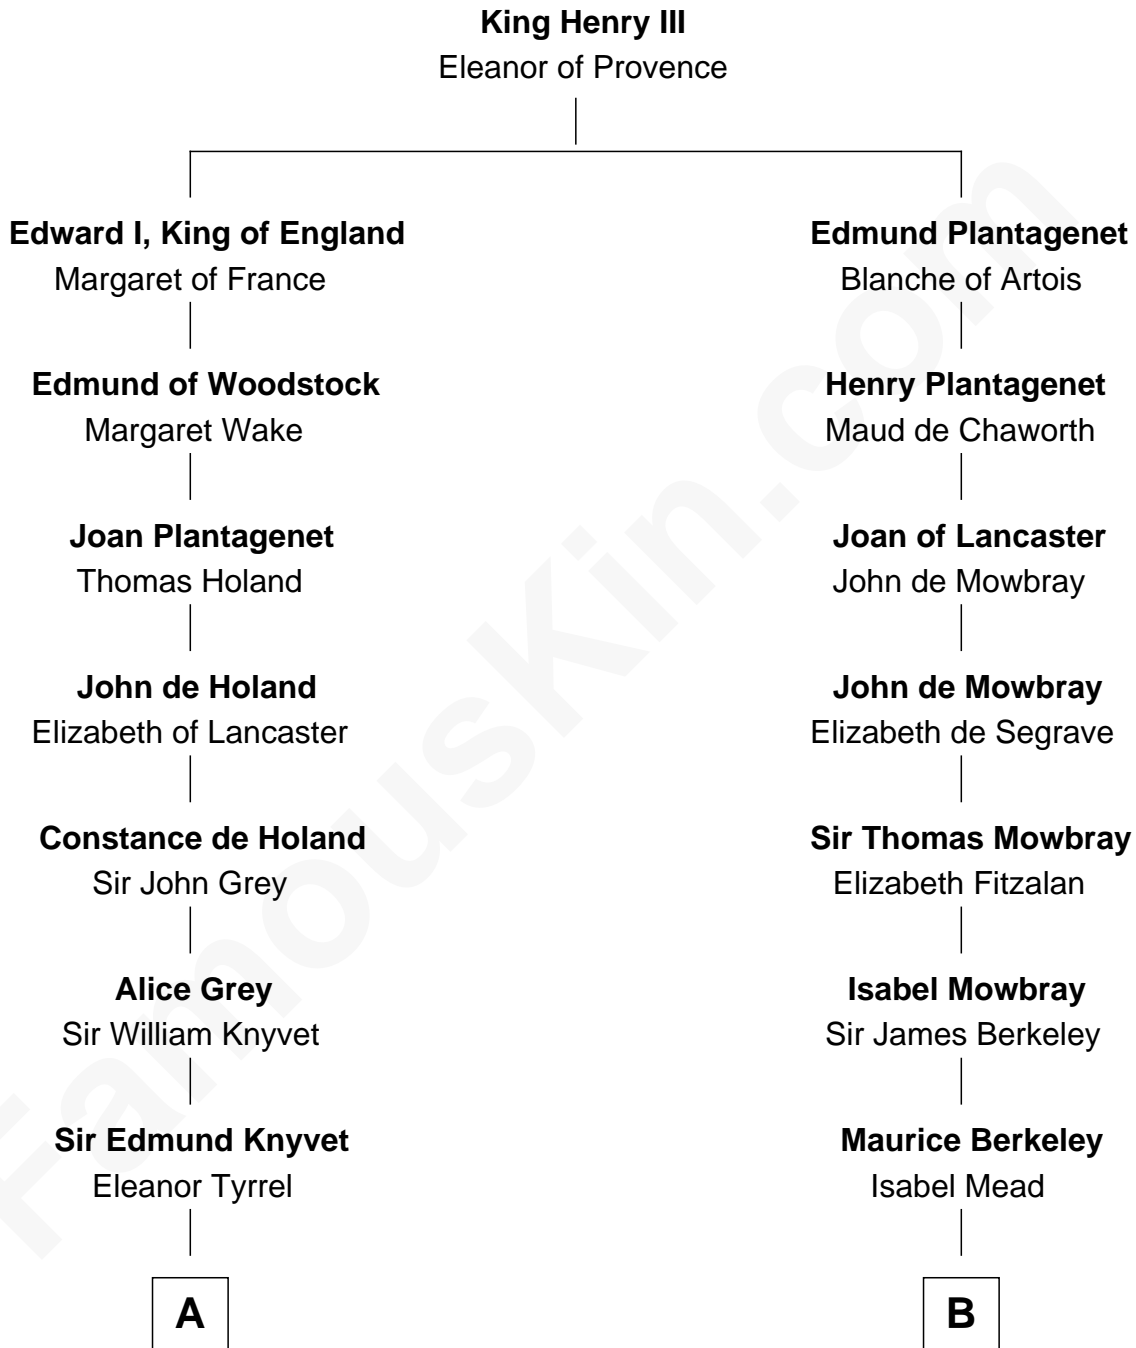 King Henry III
Eleanor of Provence
Edward I, King of England
Margaret of France
Edmund Plantagenet
Blanche of Artois
Edmund of Woodstock
Margaret Wake
Henry Plantagenet
Maud de Chaworth
Joan Plantagenet
Thomas Holand
Joan of Lancaster
John de Mowbray
John de Holand
Elizabeth of Lancaster
John de Mowbray
Elizabeth de Segrave
Constance de Holand
Sir John Grey
Sir Thomas Mowbray
Elizabeth Fitzalan
Alice Grey
Sir William Knyvet
Isabel Mowbray
Sir James Berkeley
Sir Edmund Knyvet
Eleanor Tyrrel
Maurice Berkeley
Isabel Mead
A
B
FamousKin.com